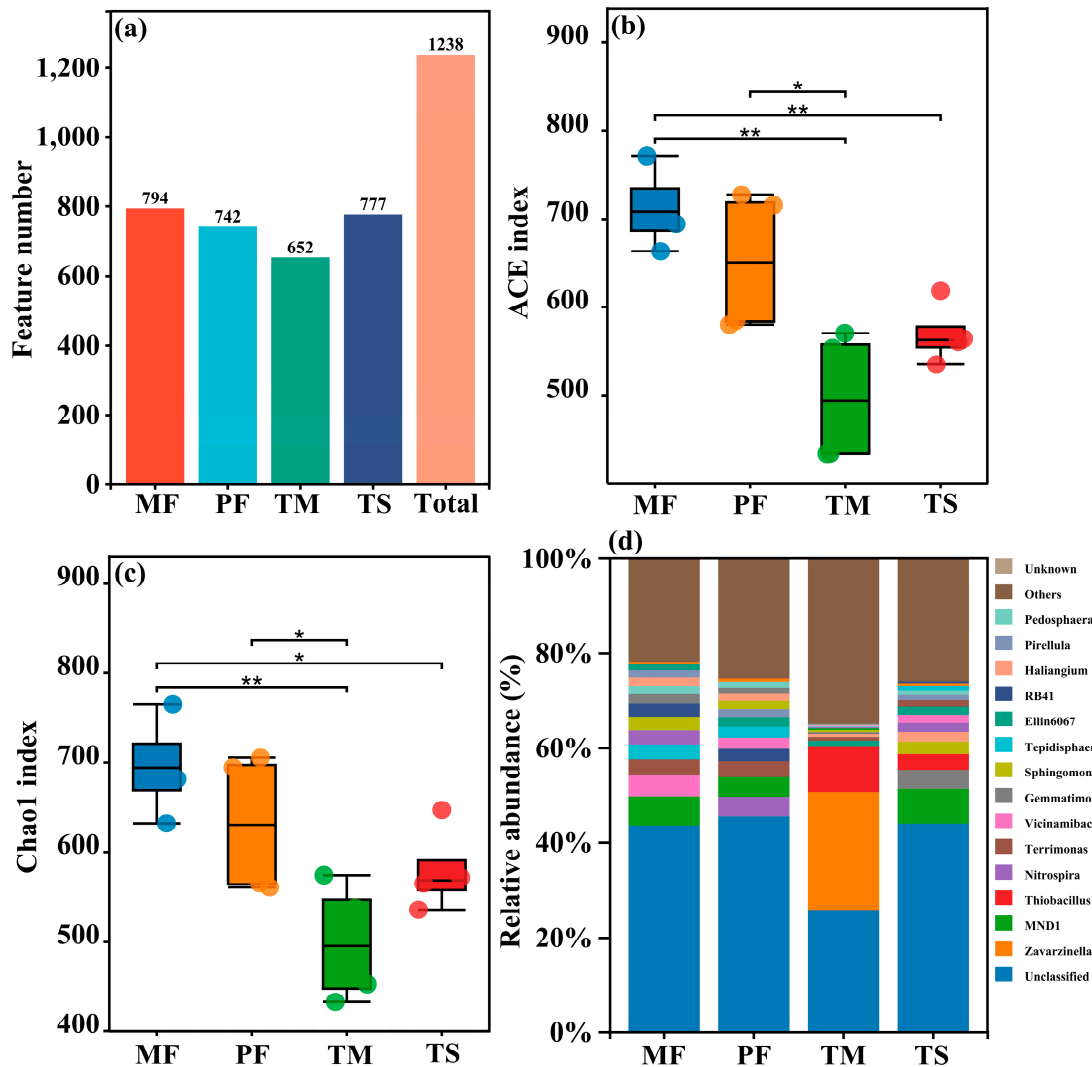 (a)
Feature number
1,200
1,000
800
600
400
200
0
794
742
652
777
1238
MF PF TM TS Total
(b)
ACE index
900
800
700
600
500
*
**
**
MF PF TM TS
(c)
Chao1 index
900
800
700
600
500
400
*
*
**
MF PF TM TS
(d)
Relative abundance (%)
100%
80%
60%
40%
20%
0%
MF PF TM TS
Unknown
Others
Pedosphaera
Pirellula
Haliangium
RB41
Ellin6067
Tepidisphaer
Sphingomon
Gemmatimo
Vicinamibac
Terrimonas
Nitrospira
Thiobacillus
MND1
Zavarzinella
Unclassified